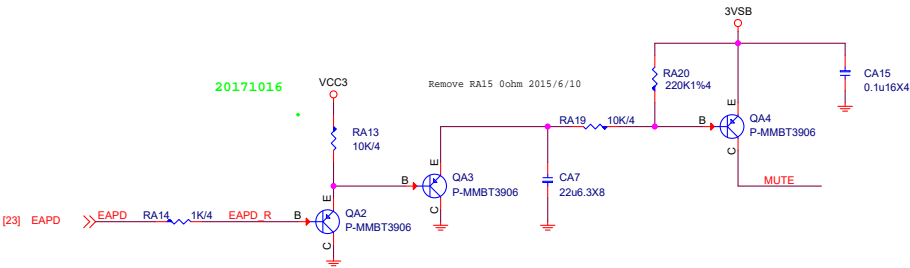 3VSB
20171016
VCC3
Remove RA15 0ohm 2015/6/10
RA20
220K1%4
CA15
0.1u16X4
RA13
10K/4
RA19 10K/4
E
B
QA4
P-MMBT3906
C
E
B
QA3
P-MMBT3906
C
CA7
22u6.3X8
MUTE
[23] EAPD
EAPD
RA14 1K/4
EAPD_R
E
B
QA2
P-MMBT3906
C